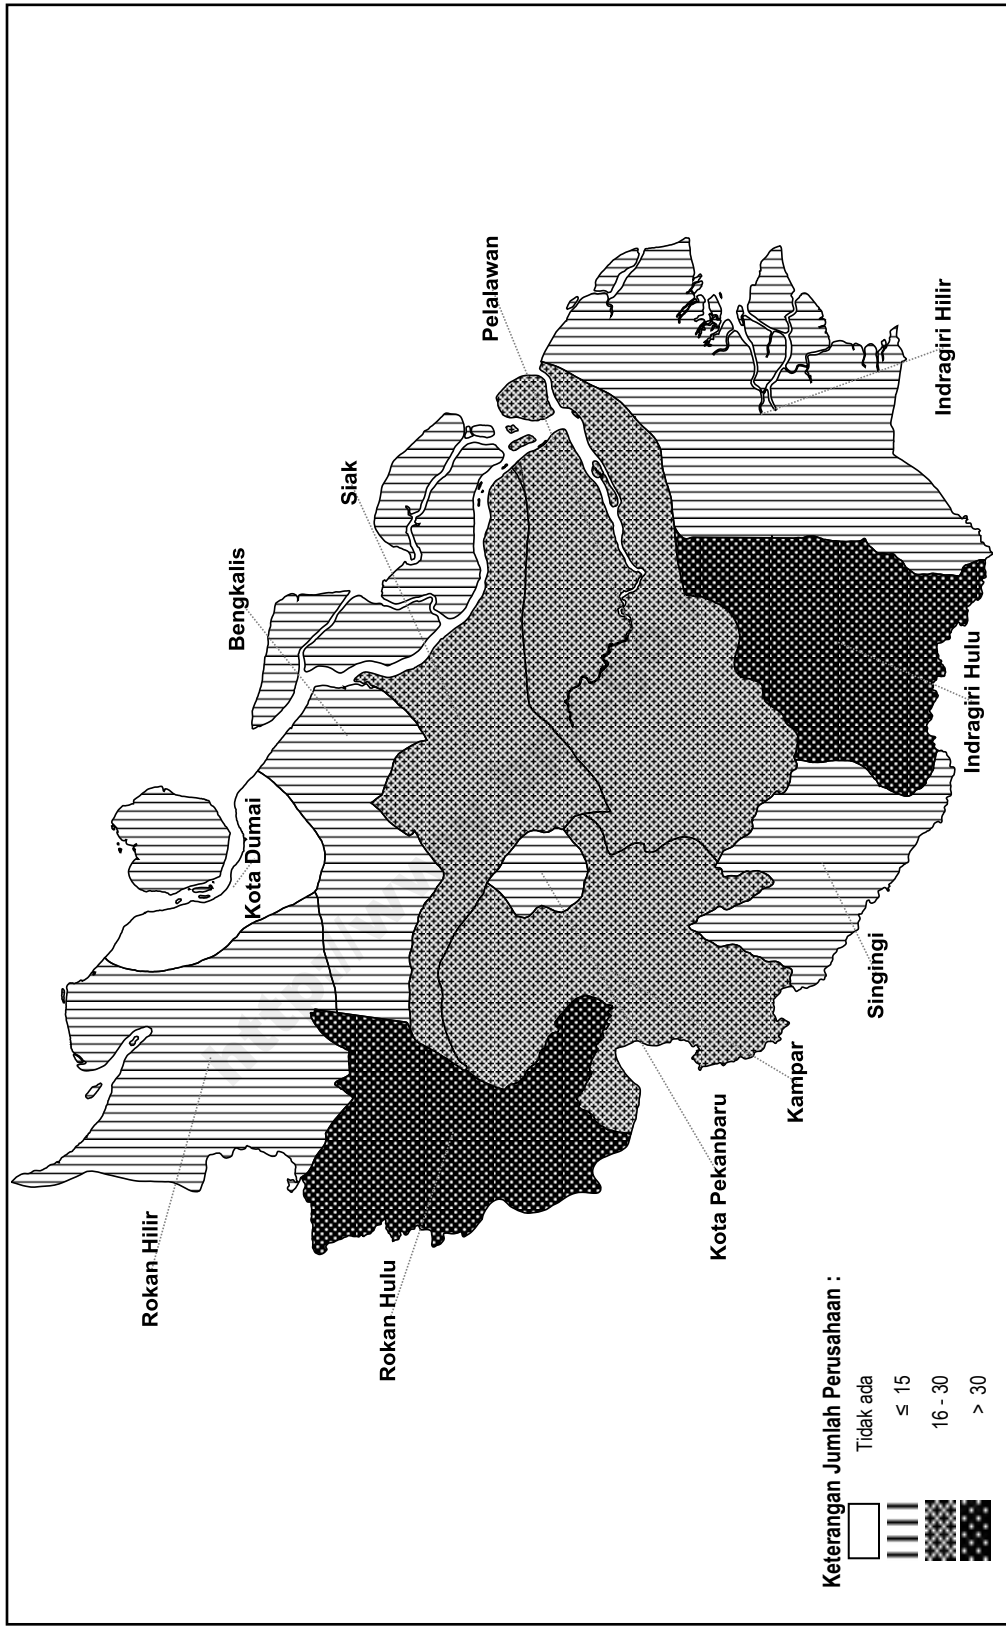 Rokan Hilir
Kota Dumai
Bengkalis
Siak
Pelalawan
Rokan Hulu
Kota Pekanbaru
Kampar
Singingi
Indragiri Hulu
Indragiri Hilir
Keterangan Jumlah Perusahaan :
Tidak ada
≤ 15
16 - 30
> 30